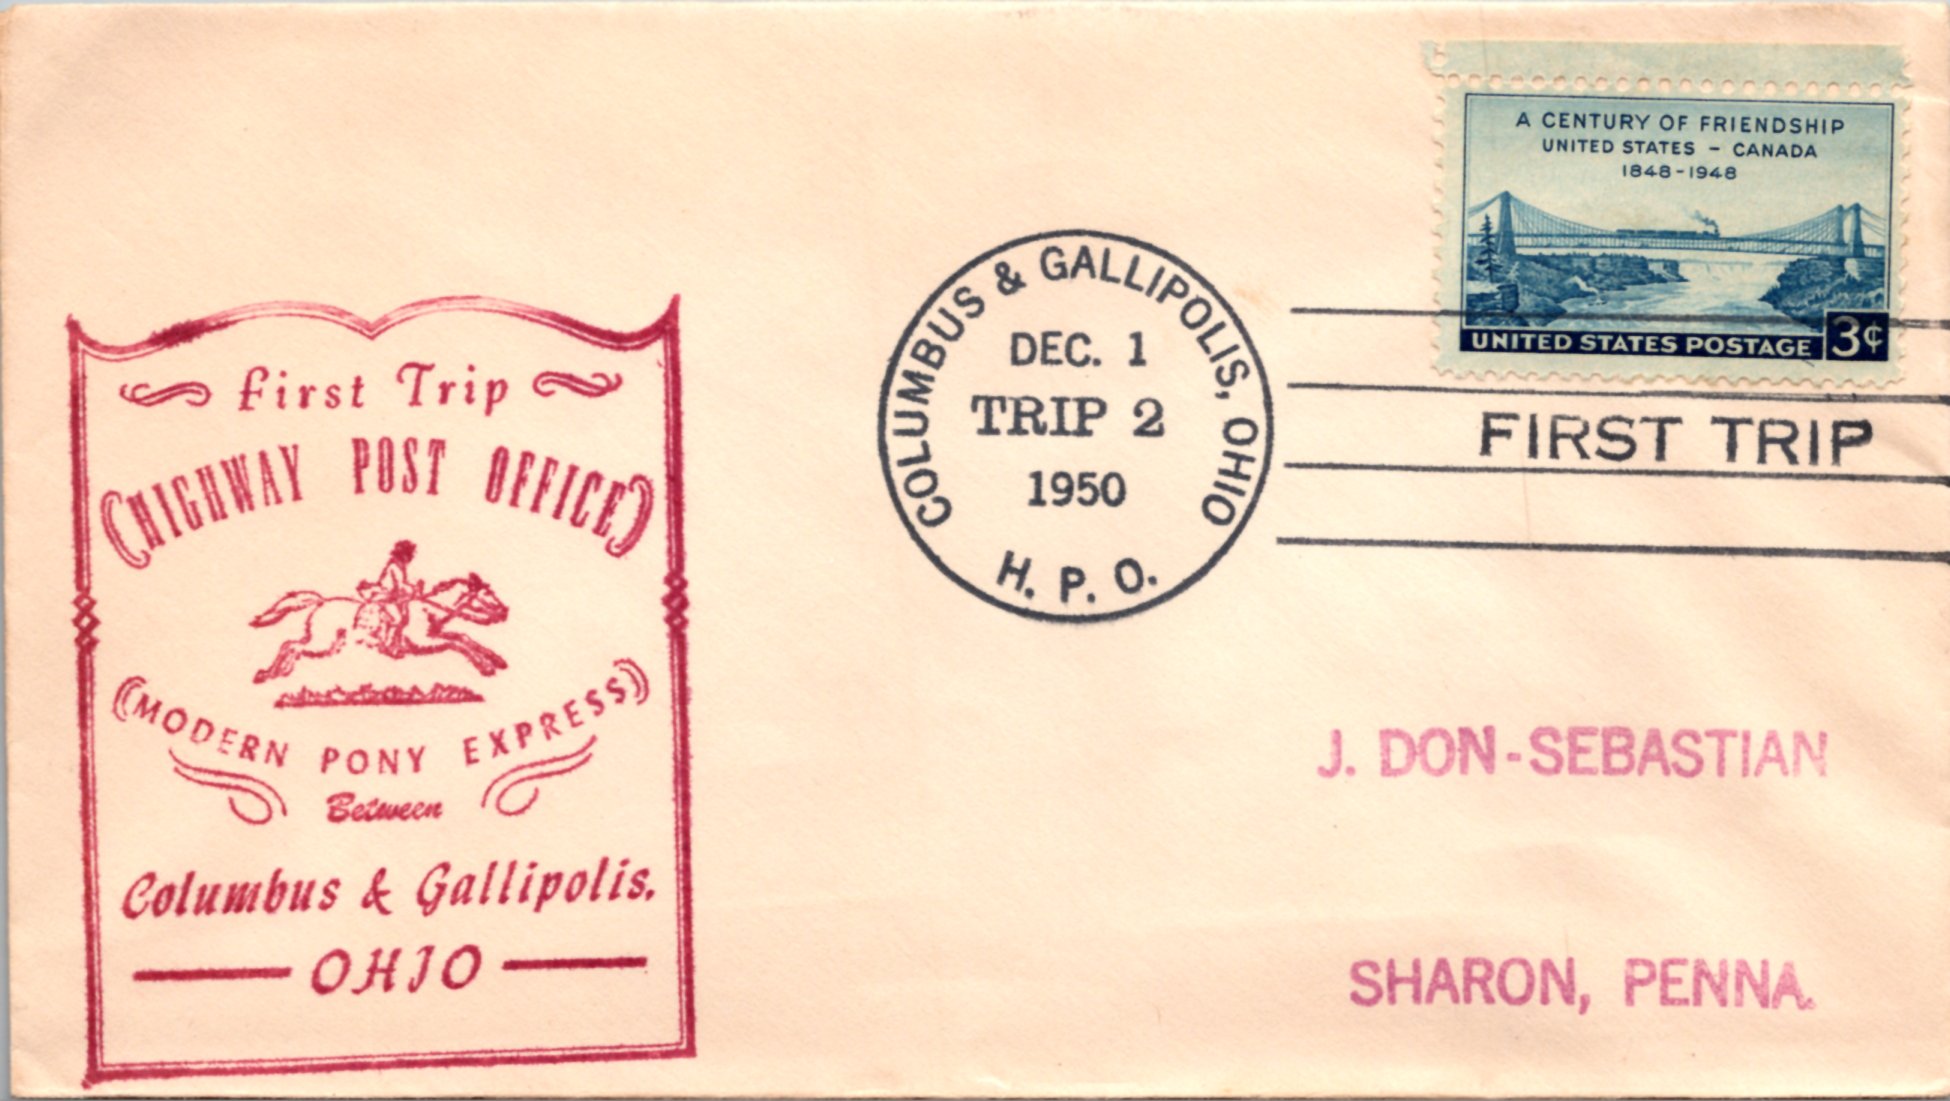 First Trip
HIGHWAY POST OFFICE
MODERN PONY EXPRESS
Between
Columbus & Gallipolis.
OHIO
COLUMBUS & GALLIPOLIS, OHIO
DEC. 1
TRIP 2
1950
H. P. O.
A CENTURY OF FRIENDSHIP
UNITED STATES - CANADA
1848-1948
UNITED STATES POSTAGE 3¢
FIRST TRIP
J. DON-SEBASTIAN
SHARON, PENNA.